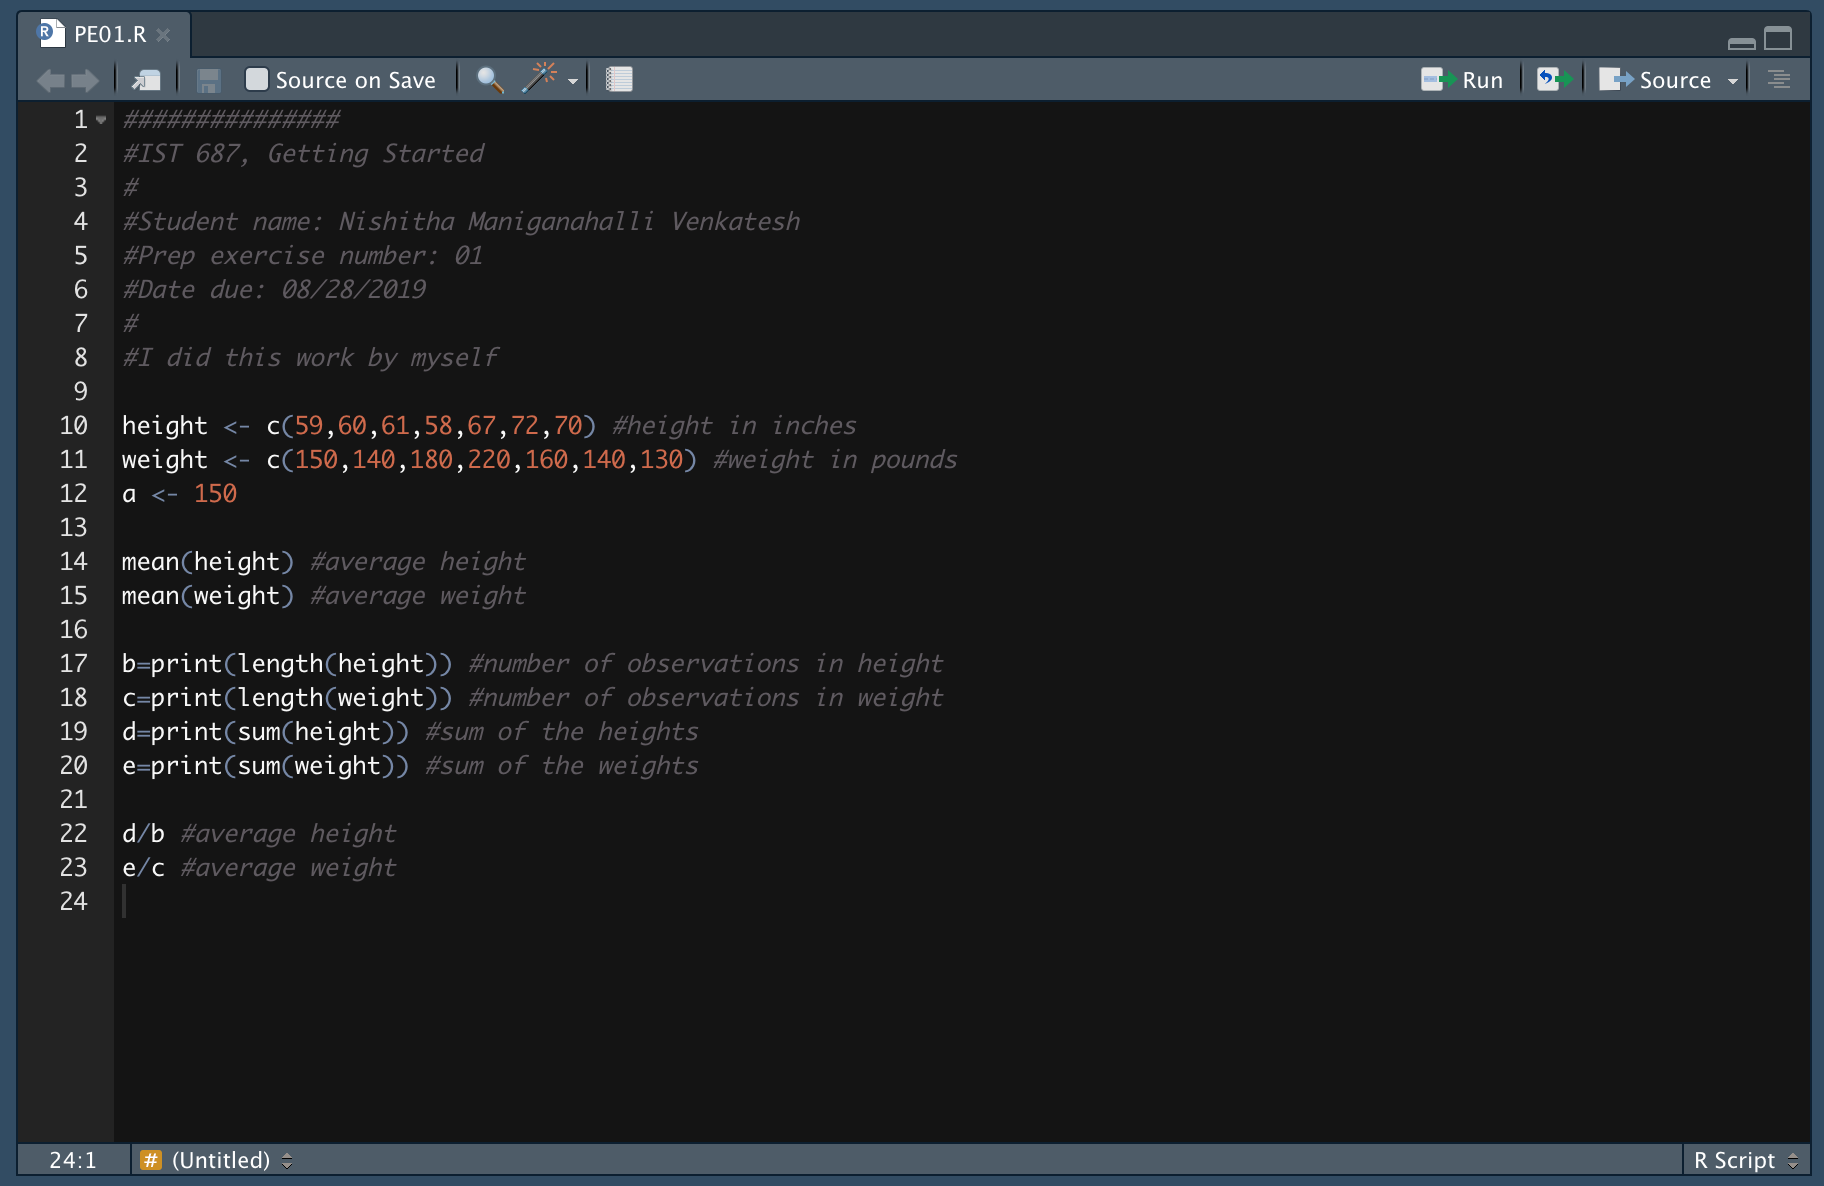 PE01.R
Source on Save
Run
Source
1 ###############
2 #IST 687, Getting Started
3 #
4 #Student name: Nishitha Maniganahalli Venkatesh
5 #Prep exercise number: 01
6 #Date due: 08/28/2019
7 #
8 #I did this work by myself
9
10 height <- c(59,60,61,58,67,72,70) #height in inches
11 weight <- c(150,140,180,220,160,140,130) #weight in pounds
12 a <- 150
13
14 mean(height) #average height
15 mean(weight) #average weight
16
17 b=print(length(height)) #number of observations in height
18 c=print(length(weight)) #number of observations in weight
19 d=print(sum(height)) #sum of the heights
20 e=print(sum(weight)) #sum of the weights
21
22 d/b #average height
23 e/c #average weight
24
24:1 # (Untitled) R Script